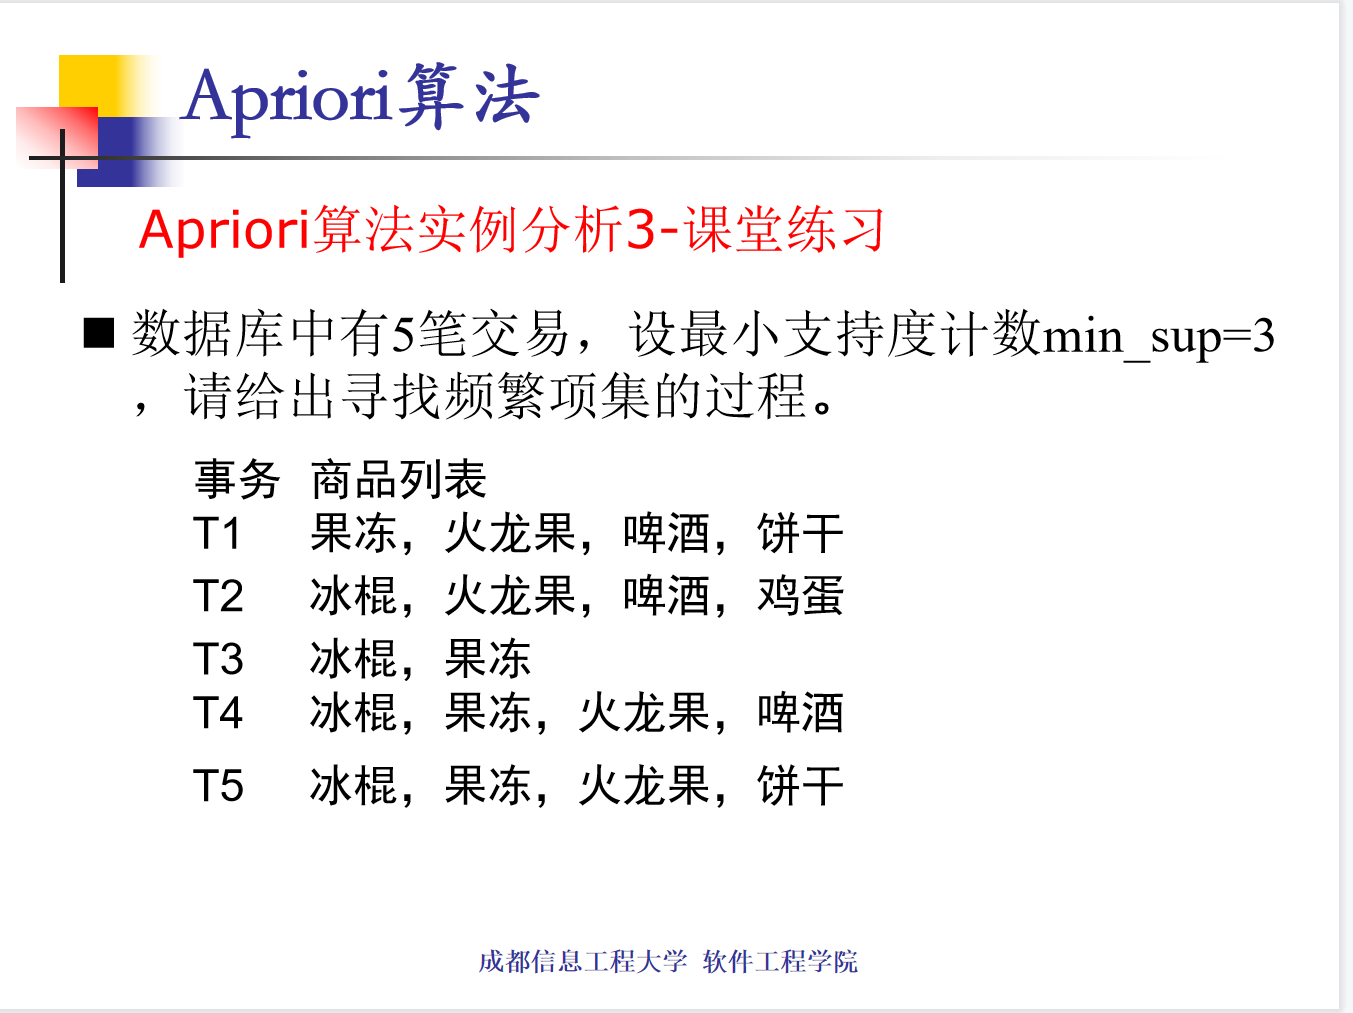 Apriori算法
Apriori算法实例分析3-课堂练习
数据库中有5笔交易，设最小支持度计数min_sup=3
，请给出寻找频繁项集的过程。
事务 商品列表
T1 果冻，火龙果，啤酒，饼干
T2 冰棍，火龙果，啤酒，鸡蛋
T3 冰棍，果冻
T4 冰棍，果冻，火龙果，啤酒
T5 冰棍，果冻，火龙果，饼干
成都信息工程大学 软件工程学院